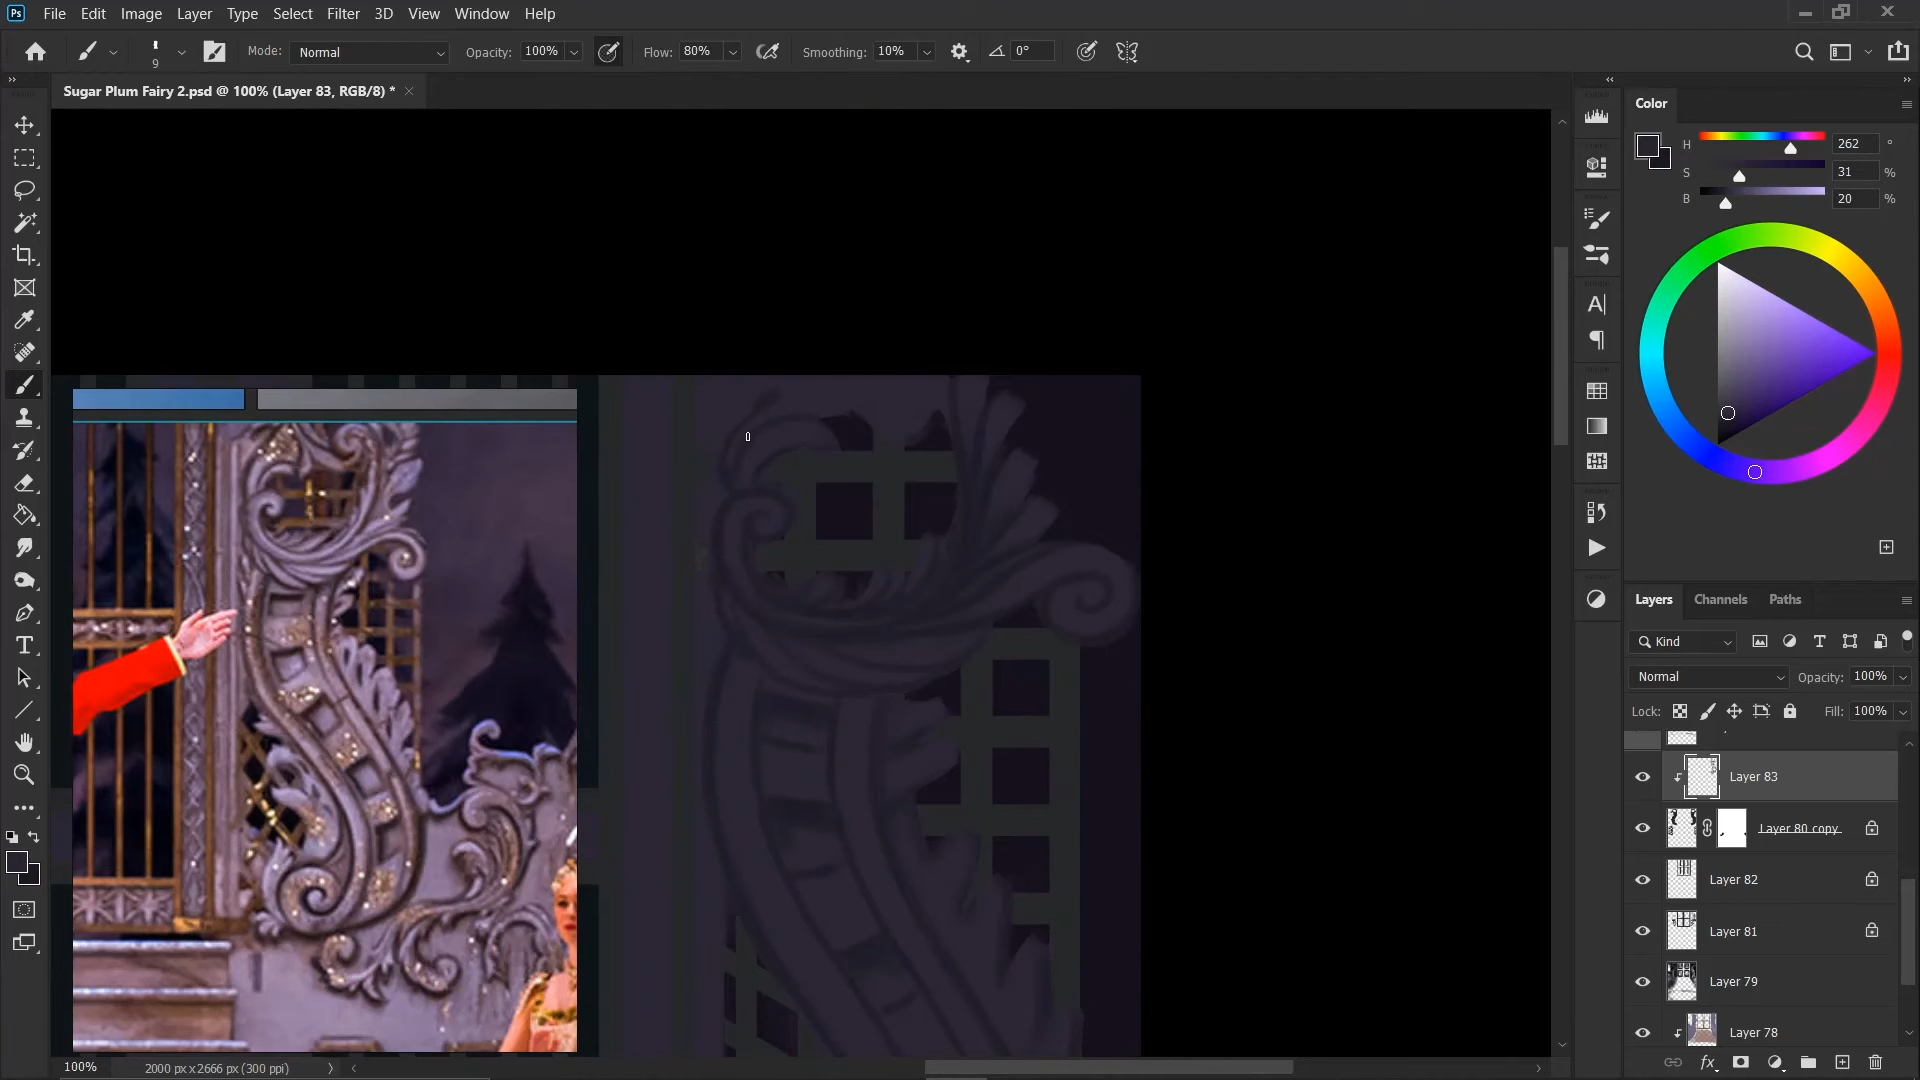 Ps File Edit Image Layer Type Select Filter 3D View Window Help
9 Mode: Normal Opacity: 100% Flow: 80% Smoothing: 10% 0°
Sugar Plum Fairy 2.psd @ 100% (Layer 83, RGB/8) *
Color
H 262 °
S 31 %
B 20 %
Layers Channels Paths
Kind
Normal Opacity: 100%
Lock: Fill: 100%
Layer 83
Layer 80 copy
Layer 82
Layer 81
Layer 79
Layer 78
100% 2000 px x 2666 px (300 ppi)